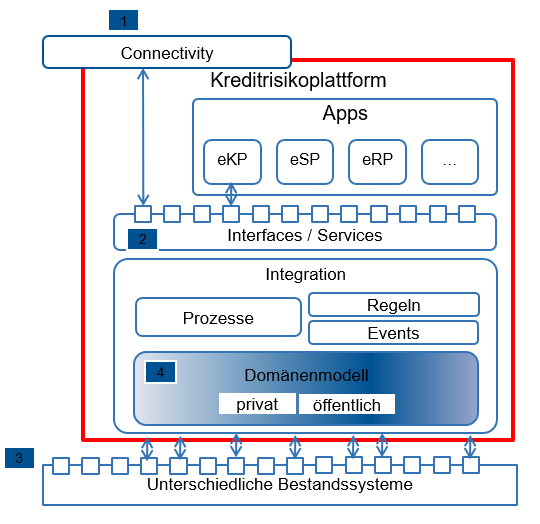 1
Connectivity
Kreditrisikoplattform
Apps
eKP eSP eRP ...
2
Interfaces / Services
Integration
Prozesse
Regeln
Events
4
Domänenmodell
privat öffentlich
3
Unterschiedliche Bestandssysteme